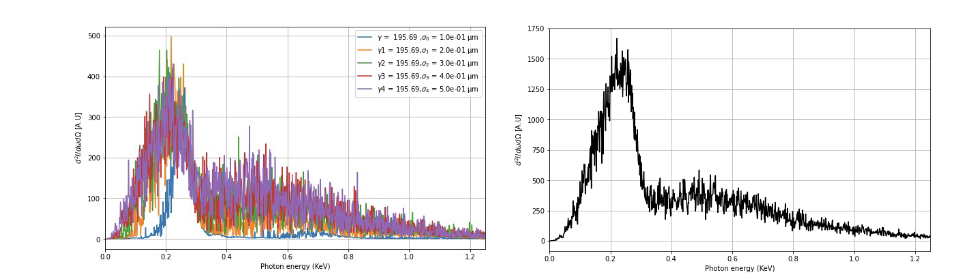 500
400
300
200
100
0
d²I/dωdΩ [A.U]
γ = 195.69 ,σ₀ = 1.0e-01 μm
γ1 = 195.69,σ₁ = 2.0e-01 μm
γ2 = 195.69,σ₂ = 3.0e-01 μm
γ3 = 195.69,σ₃ = 4.0e-01 μm
γ4 = 195.69,σ₄ = 5.0e-01 μm
0.0 0.2 0.4 0.6 0.8 1.0 1.2
Photon energy (KeV)
1750
1500
1250
1000
750
500
250
0
d²I/dωdΩ [A.U]
0.0 0.2 0.4 0.6 0.8 1.0 1.2
Photon energy (KeV)